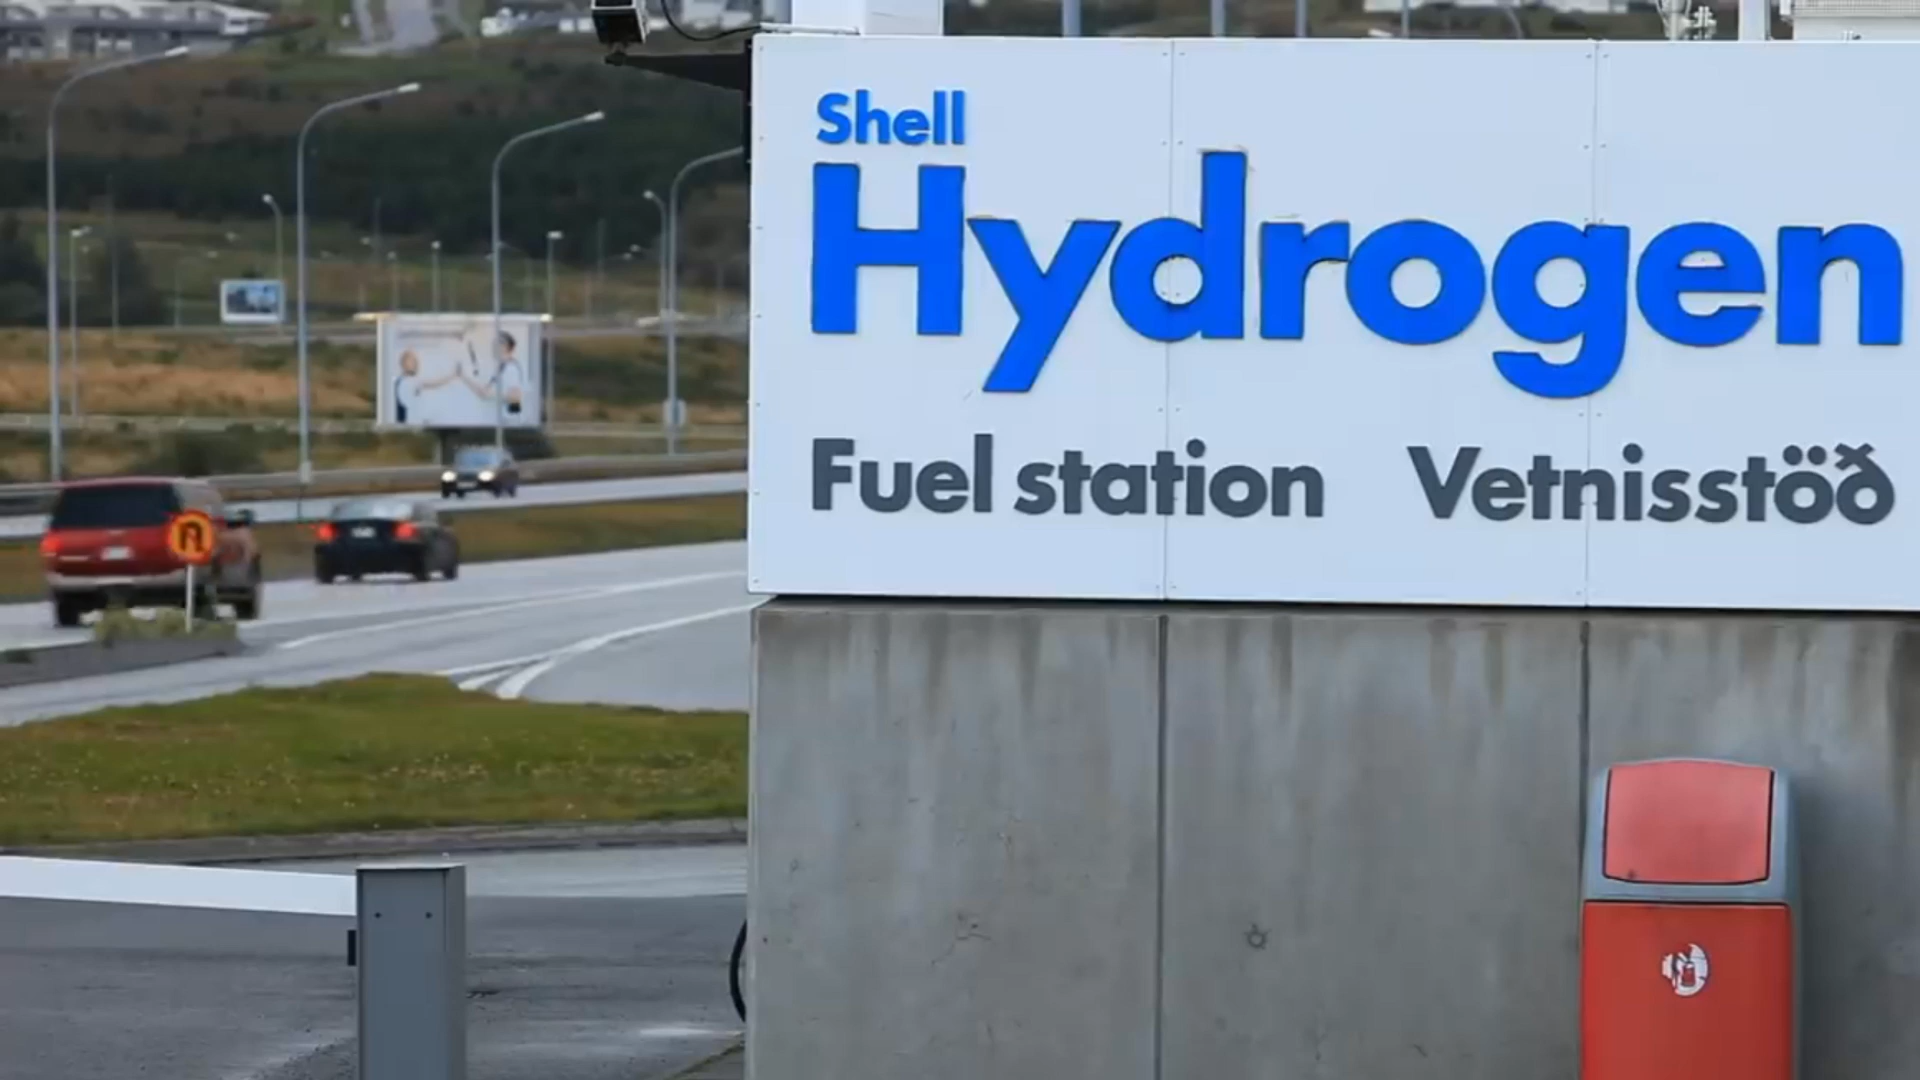 Shell
Hydrogen
Fuel station Vetnisstöð